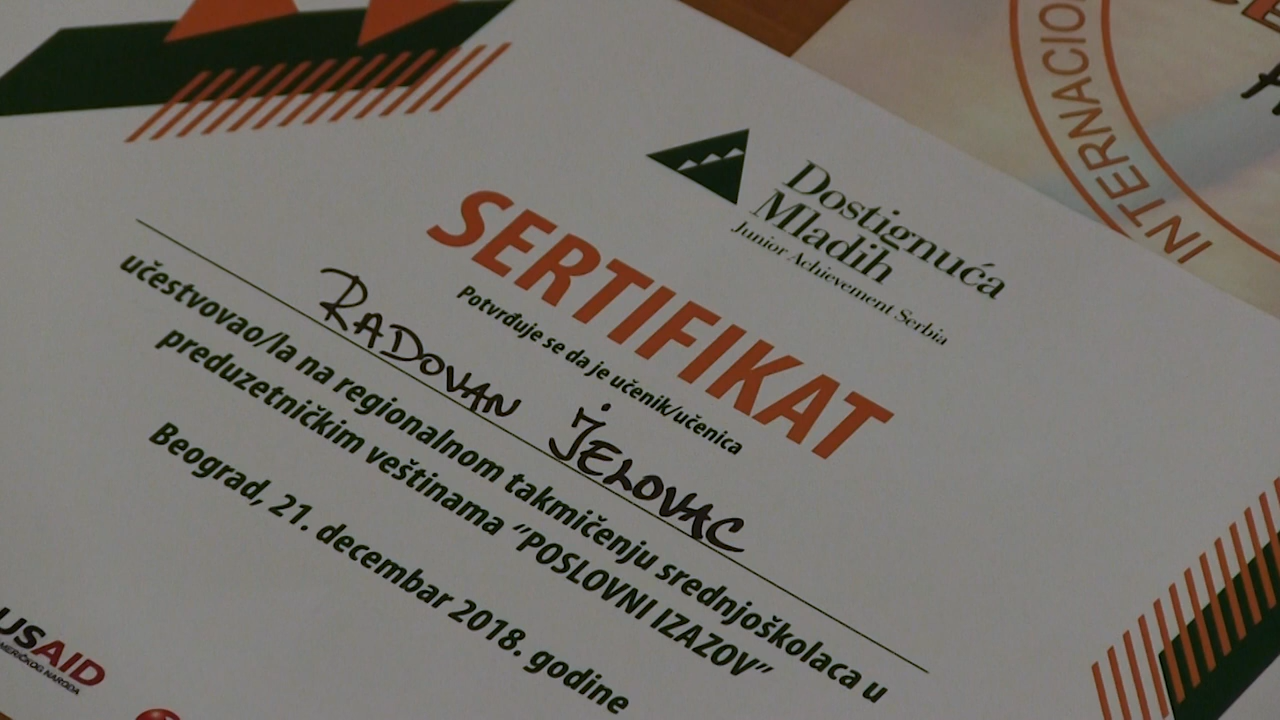 Dostignuća
Mladih
Junior Achievement Serbia
SERTIFIKAT
Potvrđuje se da je učenik/učenica
RADOVAN JELOVAC
učestvovao/la na regionalnom takmičenju srednjoškolaca u
preduzetničkim veštinama “POSLOVNI IZAZOV”
Beograd, 21. decembar 2018. godine
USAID
NARODA
INTERNACIO